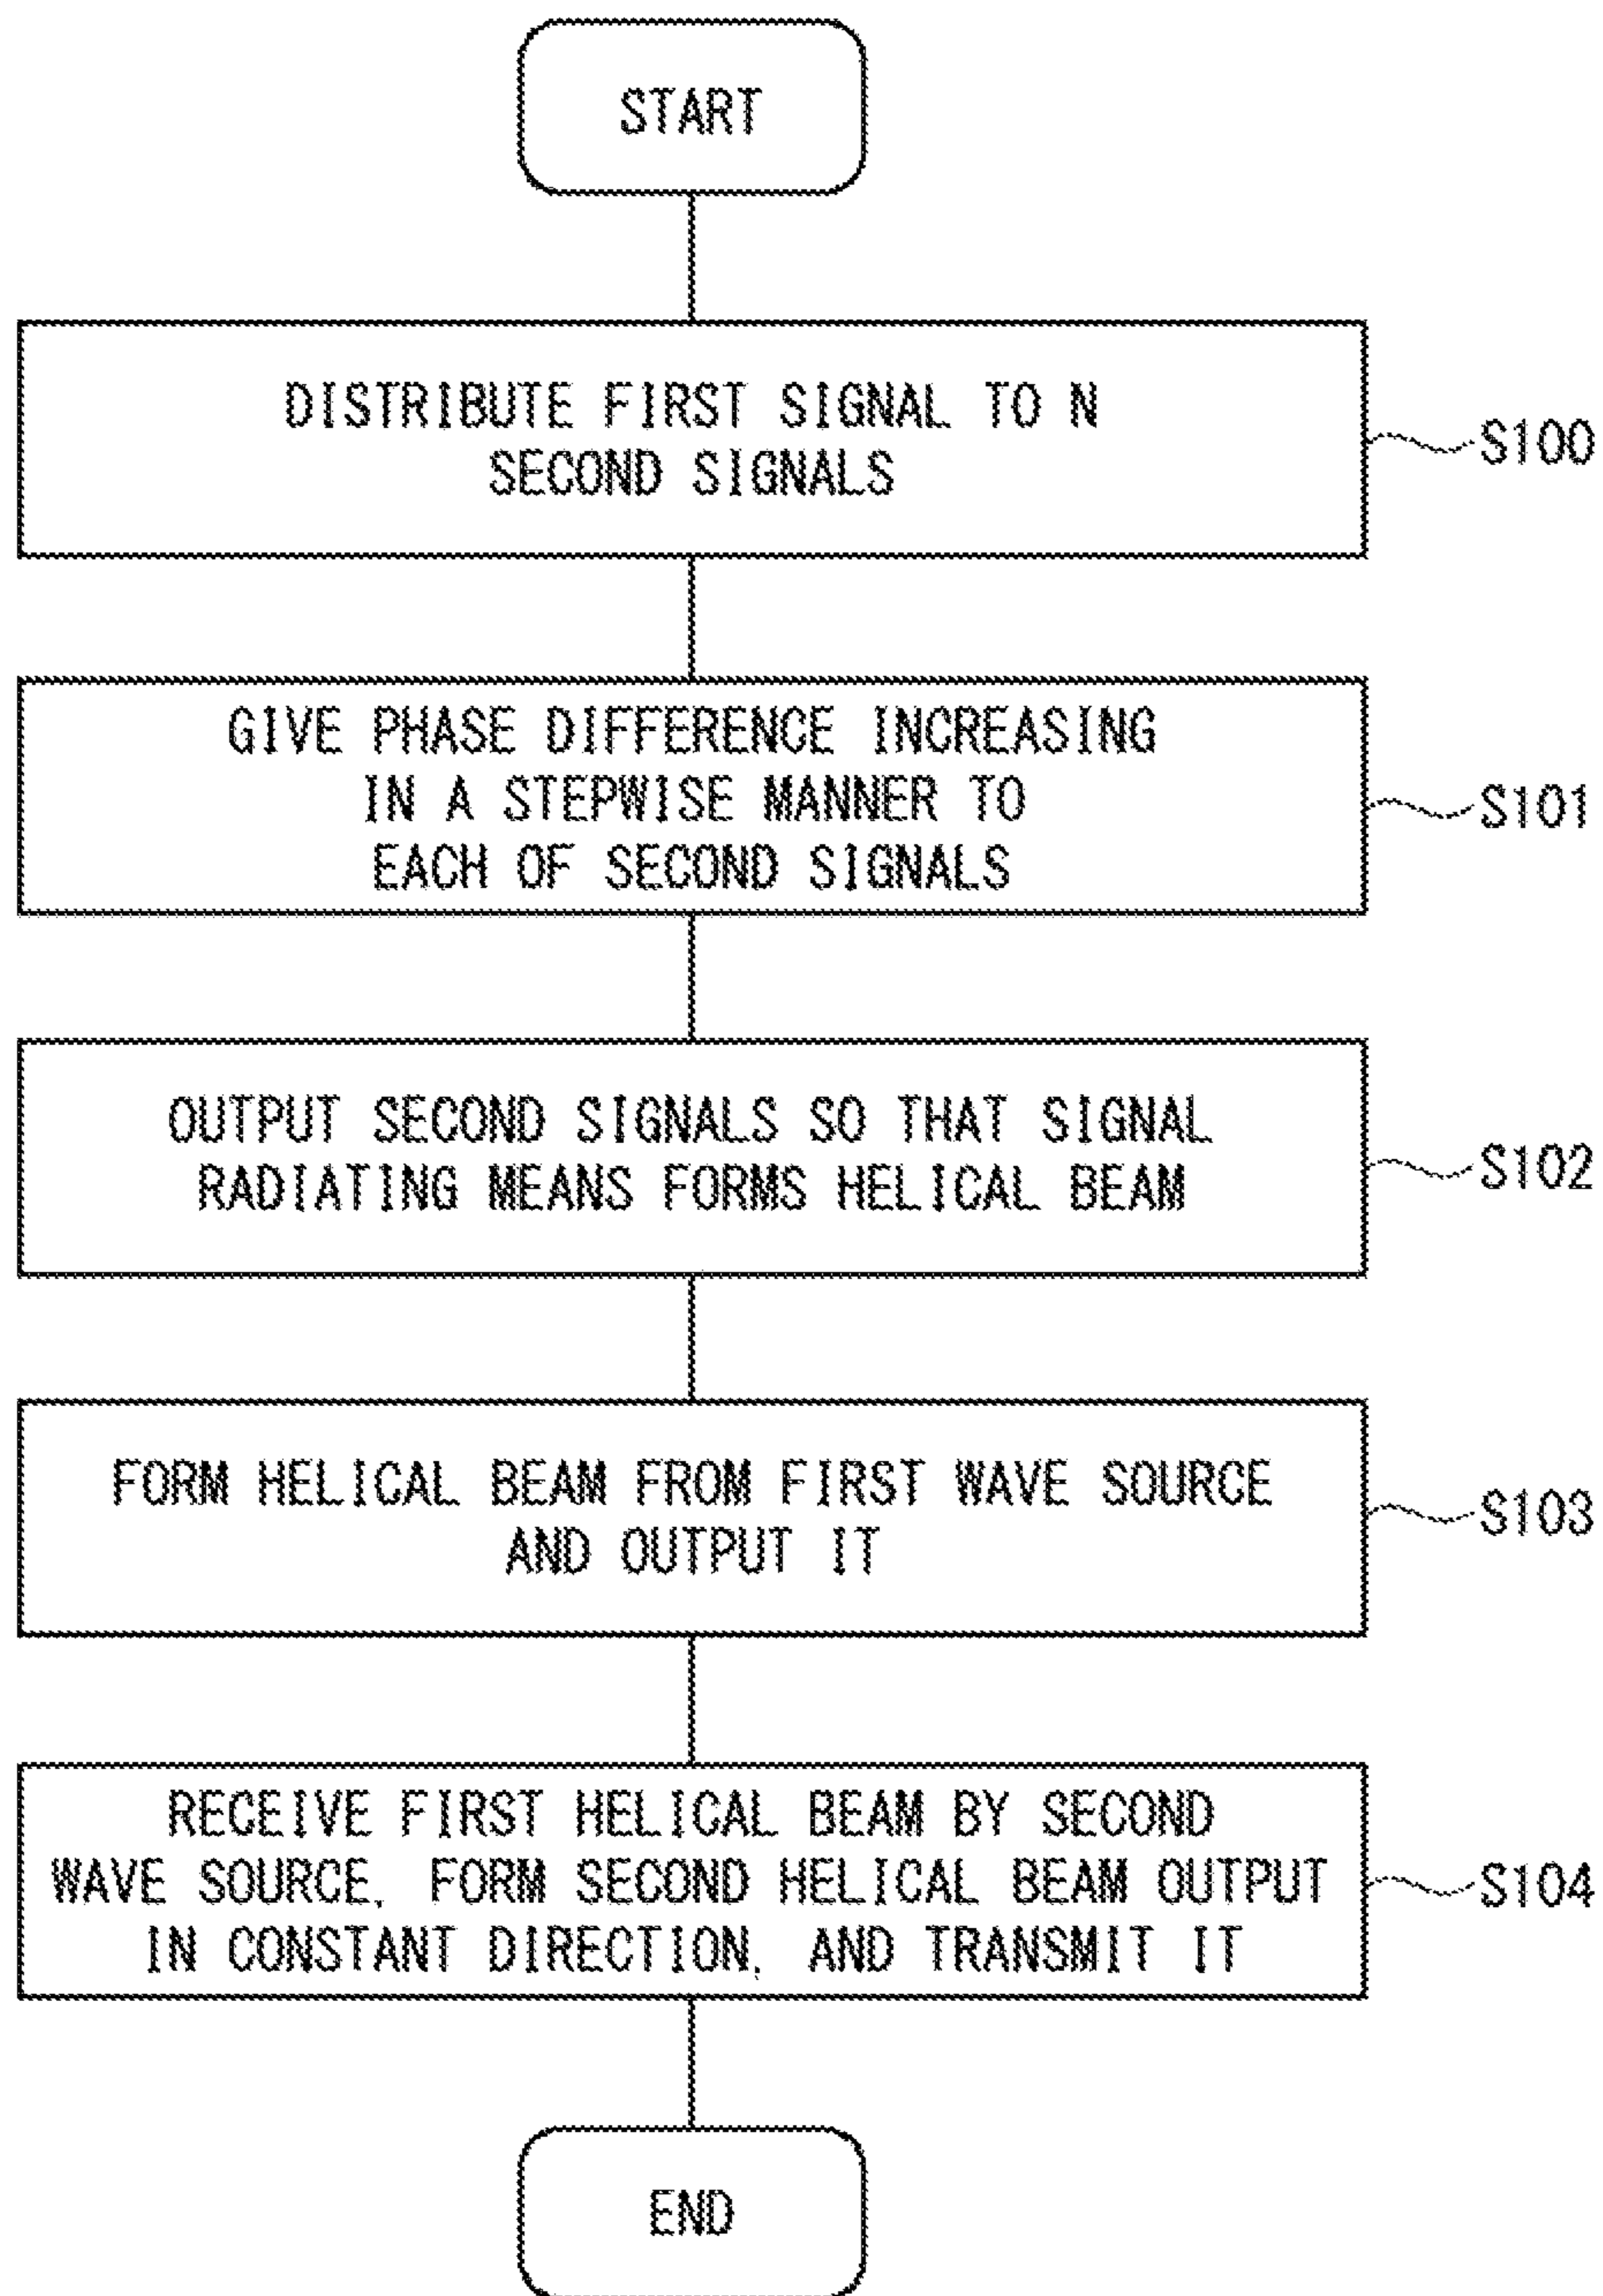 START
DISTRIBUTE FIRST SIGNAL TO N
SECOND SIGNALS
S100
GIVE PHASE DIFFERENCE INCREASING
IN A STEPWISE MANNER TO
EACH OF SECOND SIGNALS
S101
OUTPUT SECOND SIGNALS SO THAT SIGNAL
RADIATING MEANS FORMS HELICAL BEAM
S102
FORM HELICAL BEAM FROM FIRST WAVE SOURCE
AND OUTPUT IT
S103
RECEIVE FIRST HELICAL BEAM BY SECOND
WAVE SOURCE, FORM SECOND HELICAL BEAM OUTPUT
IN CONSTANT DIRECTION, AND TRANSMIT IT
S104
END